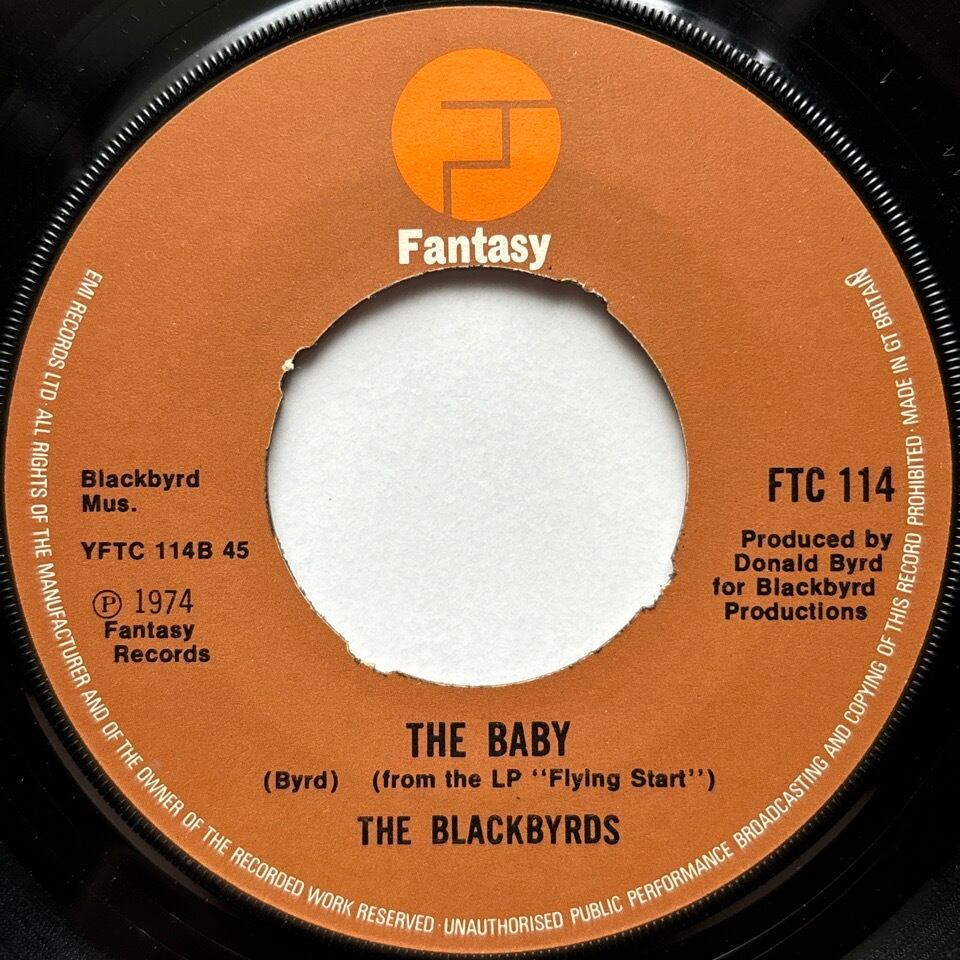 Fantasy
EMI RECORDS LTD · ALL RIGHTS OF THE MANUFACTURER AND OF THE OWNER OF THE RECORDED WORK RESERVED · UNAUTHORISED PUBLIC PERFORMANCE BROADCASTING AND COPYING OF THIS RECORD PROHIBITED · MADE IN GT BRITAIN
Blackbyrd
Mus.
YFTC 114B 45
Ⓟ 1974
Fantasy
Records
FTC 114
Produced by
Donald Byrd
for Blackbyrd
Productions
THE BABY
(Byrd) (from the LP "Flying Start")
THE BLACKBYRDS